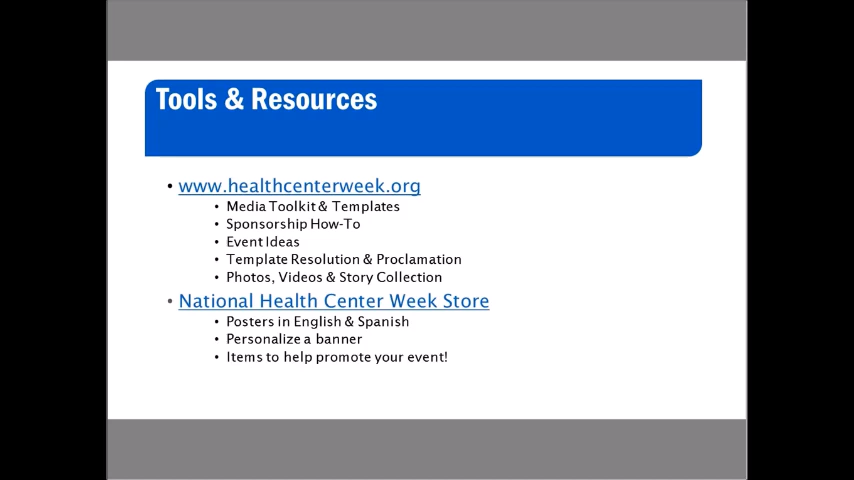 Tools & Resources
• www.healthcenterweek.org
• Media Toolkit & Templates
• Sponsorship How-To
• Event Ideas
• Template Resolution & Proclamation
• Photos, Videos & Story Collection
• National Health Center Week Store
• Posters in English & Spanish
• Personalize a banner
• Items to help promote your event!